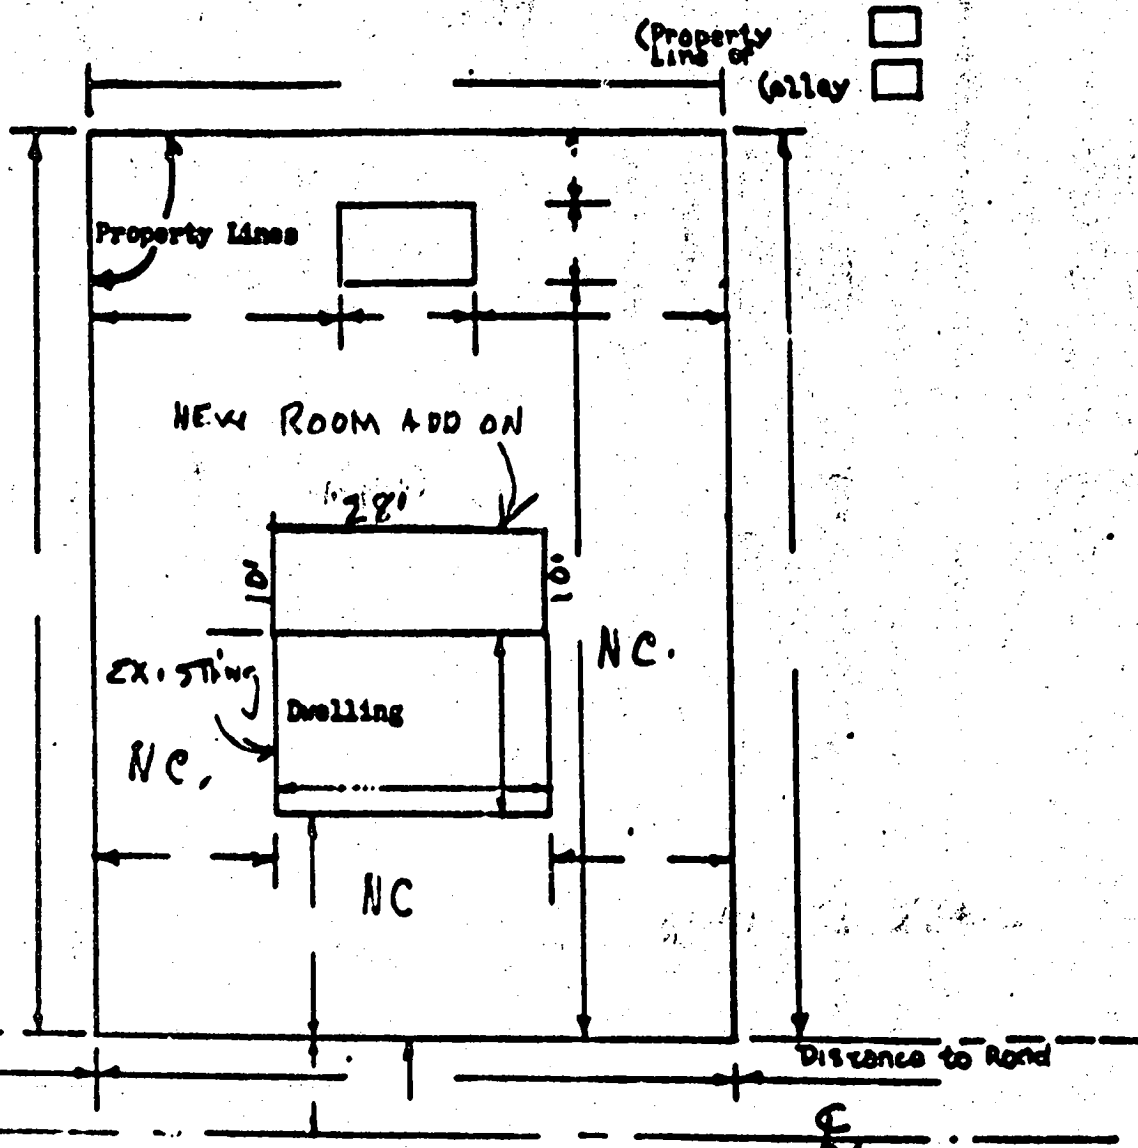 (Property
Line or
(alley
Property Lines
NEW ROOM ADD ON
28'
10'
10'
NC.
EXISTING
Dwelling
NC.
NC
Distance to Road
℄